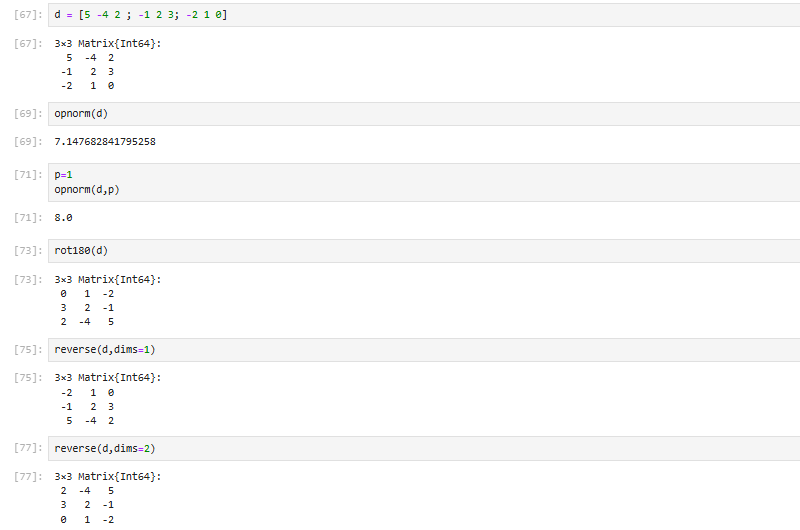 [67]: d = [5 -4 2 ; -1 2 3; -2 1 0]
[67]: 3×3 Matrix{Int64}:
5 -4 2
-1 2 3
-2 1 0
[69]: opnorm(d)
[69]: 7.147682841795258
[71]: p=1
opnorm(d,p)
[71]: 8.0
[73]: rot180(d)
[73]: 3×3 Matrix{Int64}:
0 1 -2
3 2 -1
2 -4 5
[75]: reverse(d,dims=1)
[75]: 3×3 Matrix{Int64}:
-2 1 0
-1 2 3
5 -4 2
[77]: reverse(d,dims=2)
[77]: 3×3 Matrix{Int64}:
2 -4 5
3 2 -1
0 1 -2